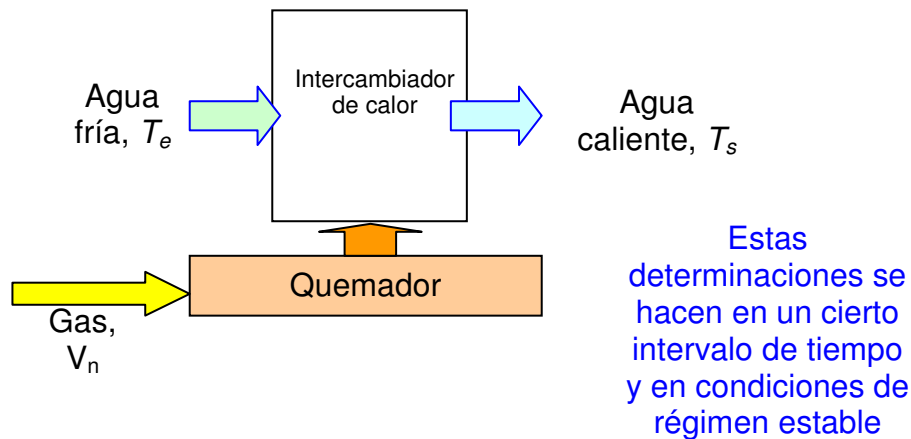 Intercambiador
de calor
Agua
fría, Te
Agua
caliente, Ts
Quemador
Gas,
Vn
Estas
determinaciones se
hacen en un cierto
intervalo de tiempo
y en condiciones de
régimen estable